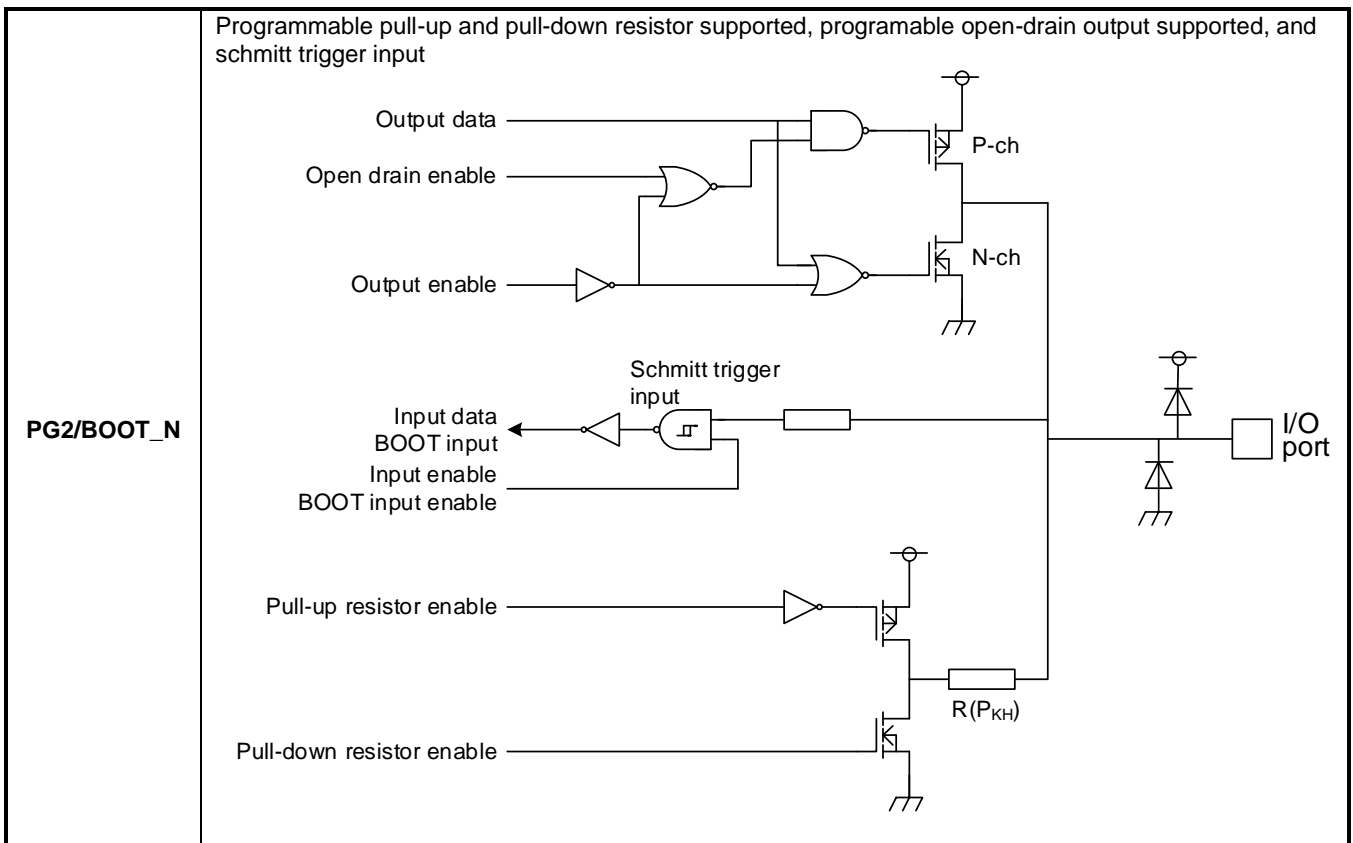 Programmable pull-up and pull-down resistor supported, programable open-drain output supported, and
schmitt trigger input
Output data
P-ch
Open drain enable
N-ch
Output enable
Schmitt trigger
input
PG2/BOOT_N
Input data
BOOT input
I/O
port
Input enable
BOOT input enable
Pull-up resistor enable
R(PKH)
Pull-down resistor enable